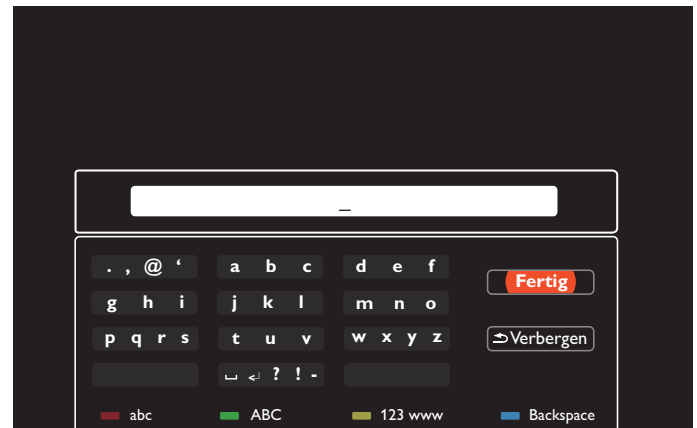 _
. , @ ‘ a b c d e f
Fertig
g h i j k l m n o
p q r s t u v w x y z
Verbergen
␣ ↵ ? ! -
abc ABC 123 www Backspace